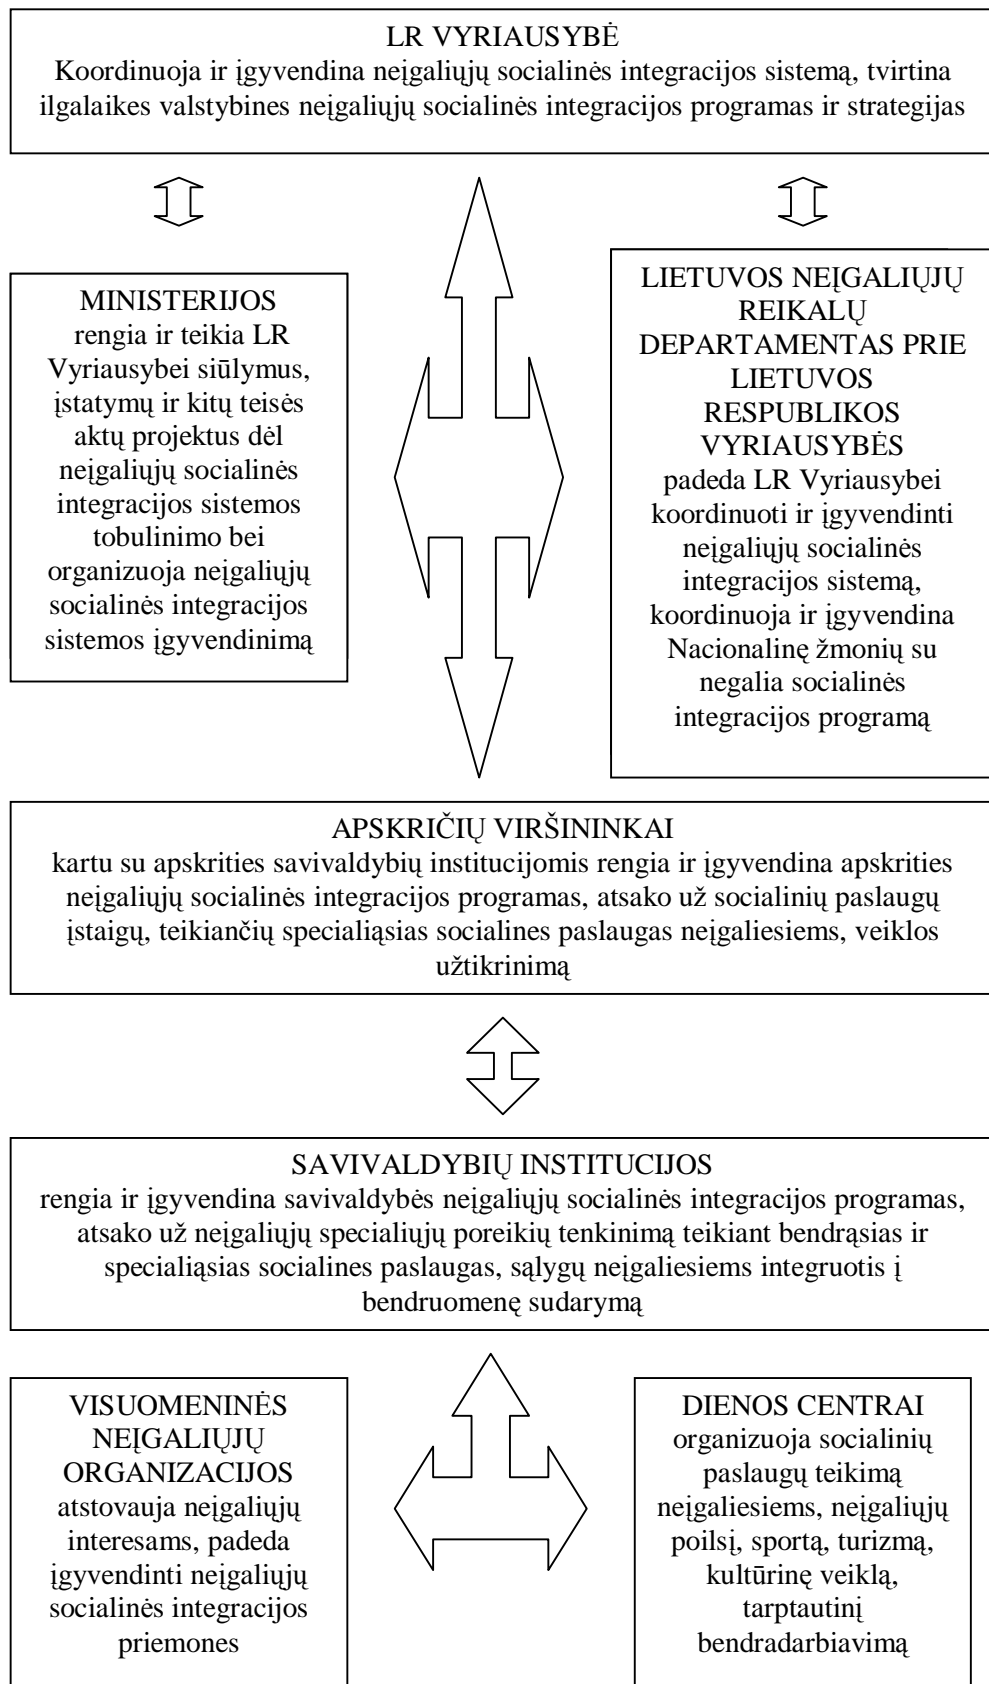 LR VYRIAUSYBĖ
Koordinuoja ir įgyvendina neįgaliųjų socialinės integracijos sistemą, tvirtina
ilgalaikes valstybines neįgaliųjų socialinės integracijos programas ir strategijas
MINISTERIJOS
rengia ir teikia LR
Vyriausybei siūlymus,
įstatymų ir kitų teisės
aktų projektus dėl
neįgaliųjų socialinės
integracijos sistemos
tobulinimo bei
organizuoja neįgaliųjų
socialinės integracijos
sistemos įgyvendinimą
LIETUVOS NEĮGALIŲJŲ
REIKALŲ
DEPARTAMENTAS PRIE
LIETUVOS
RESPUBLIKOS
VYRIAUSYBĖS
padeda LR Vyriausybei
koordinuoti ir įgyvendinti
neįgaliųjų socialinės
integracijos sistemą,
koordinuoja ir įgyvendina
Nacionalinę žmonių su
negalia socialinės
integracijos programą
APSKRIČIŲ VIRŠININKAI
kartu su apskrities savivaldybių institucijomis rengia ir įgyvendina apskrities
neįgaliųjų socialinės integracijos programas, atsako už socialinių paslaugų
įstaigų, teikiančių specialiąsias socialines paslaugas neįgaliesiems, veiklos
užtikrinimą
SAVIVALDYBIŲ INSTITUCIJOS
rengia ir įgyvendina savivaldybės neįgaliųjų socialinės integracijos programas,
atsako už neįgaliųjų specialiųjų poreikių tenkinimą teikiant bendrąsias ir
specialiąsias socialines paslaugas, sąlygų neįgaliesiems integruotis į
bendruomenę sudarymą
VISUOMENINĖS
NEĮGALIŲJŲ
ORGANIZACIJOS
atstovauja neįgaliųjų
interesams, padeda
įgyvendinti neįgaliųjų
socialinės integracijos
priemones
DIENOS CENTRAI
organizuoja socialinių
paslaugų teikimą
neįgaliesiems, neįgaliųjų
poilsį, sportą, turizmą,
kultūrinę veiklą,
tarptautinį
bendradarbiavimą